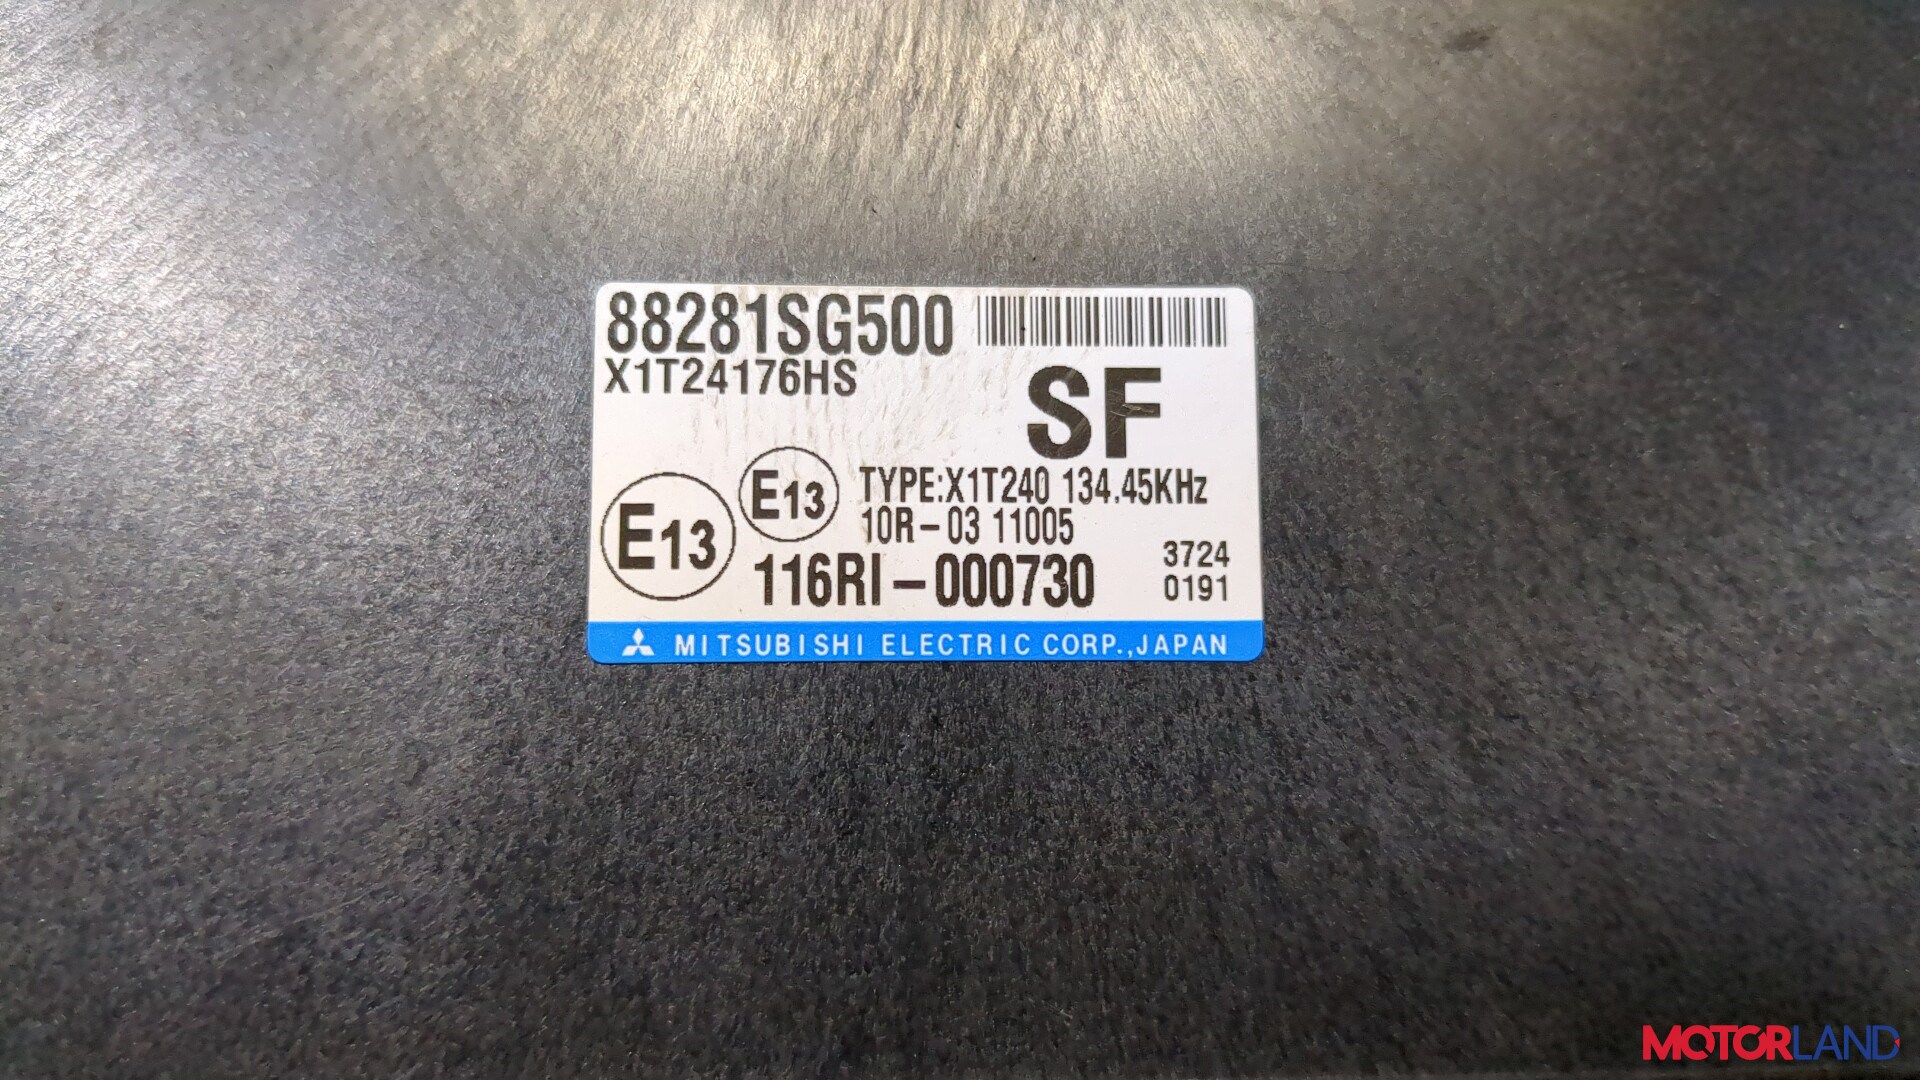 88281SG500
X1T24176HS
SF
E13
E13
TYPE:X1T240 134.45KHz
10R-03 11005
116RI-000730
3724
0191
MITSUBISHI ELECTRIC CORP.,JAPAN
MOTORLAND